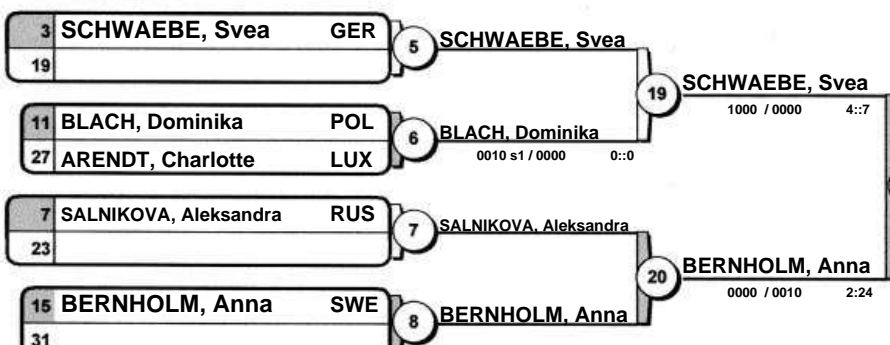 3 SCHWAEBE, Svea GER
19
5 SCHWAEBE, Svea
11 BLACH, Dominika POL
27 ARENDT, Charlotte LUX
6 BLACH, Dominika
0010 s1 / 0000 0::0
19 SCHWAEBE, Svea
1000 / 0000 4::7
7 SALNIKOVA, Aleksandra RUS
23
7 SALNIKOVA, Aleksandra
15 BERNHOLM, Anna SWE
31
8 BERNHOLM, Anna
20 BERNHOLM, Anna
0000 / 0010 2:24